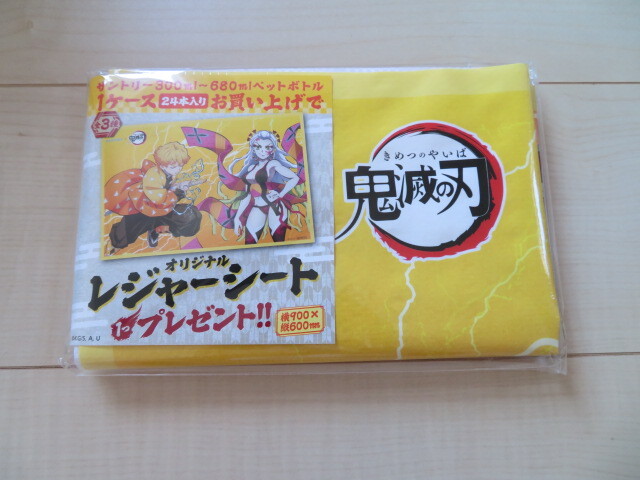 サントリー300ml～680mlペットボトル
1ケース 24本入り お買い上げで
全3種
オリジナル
レジャーシート
1つプレゼント!!
横900×
縦600mm
©K/S, A, U
きめつのやいば
鬼滅の刃